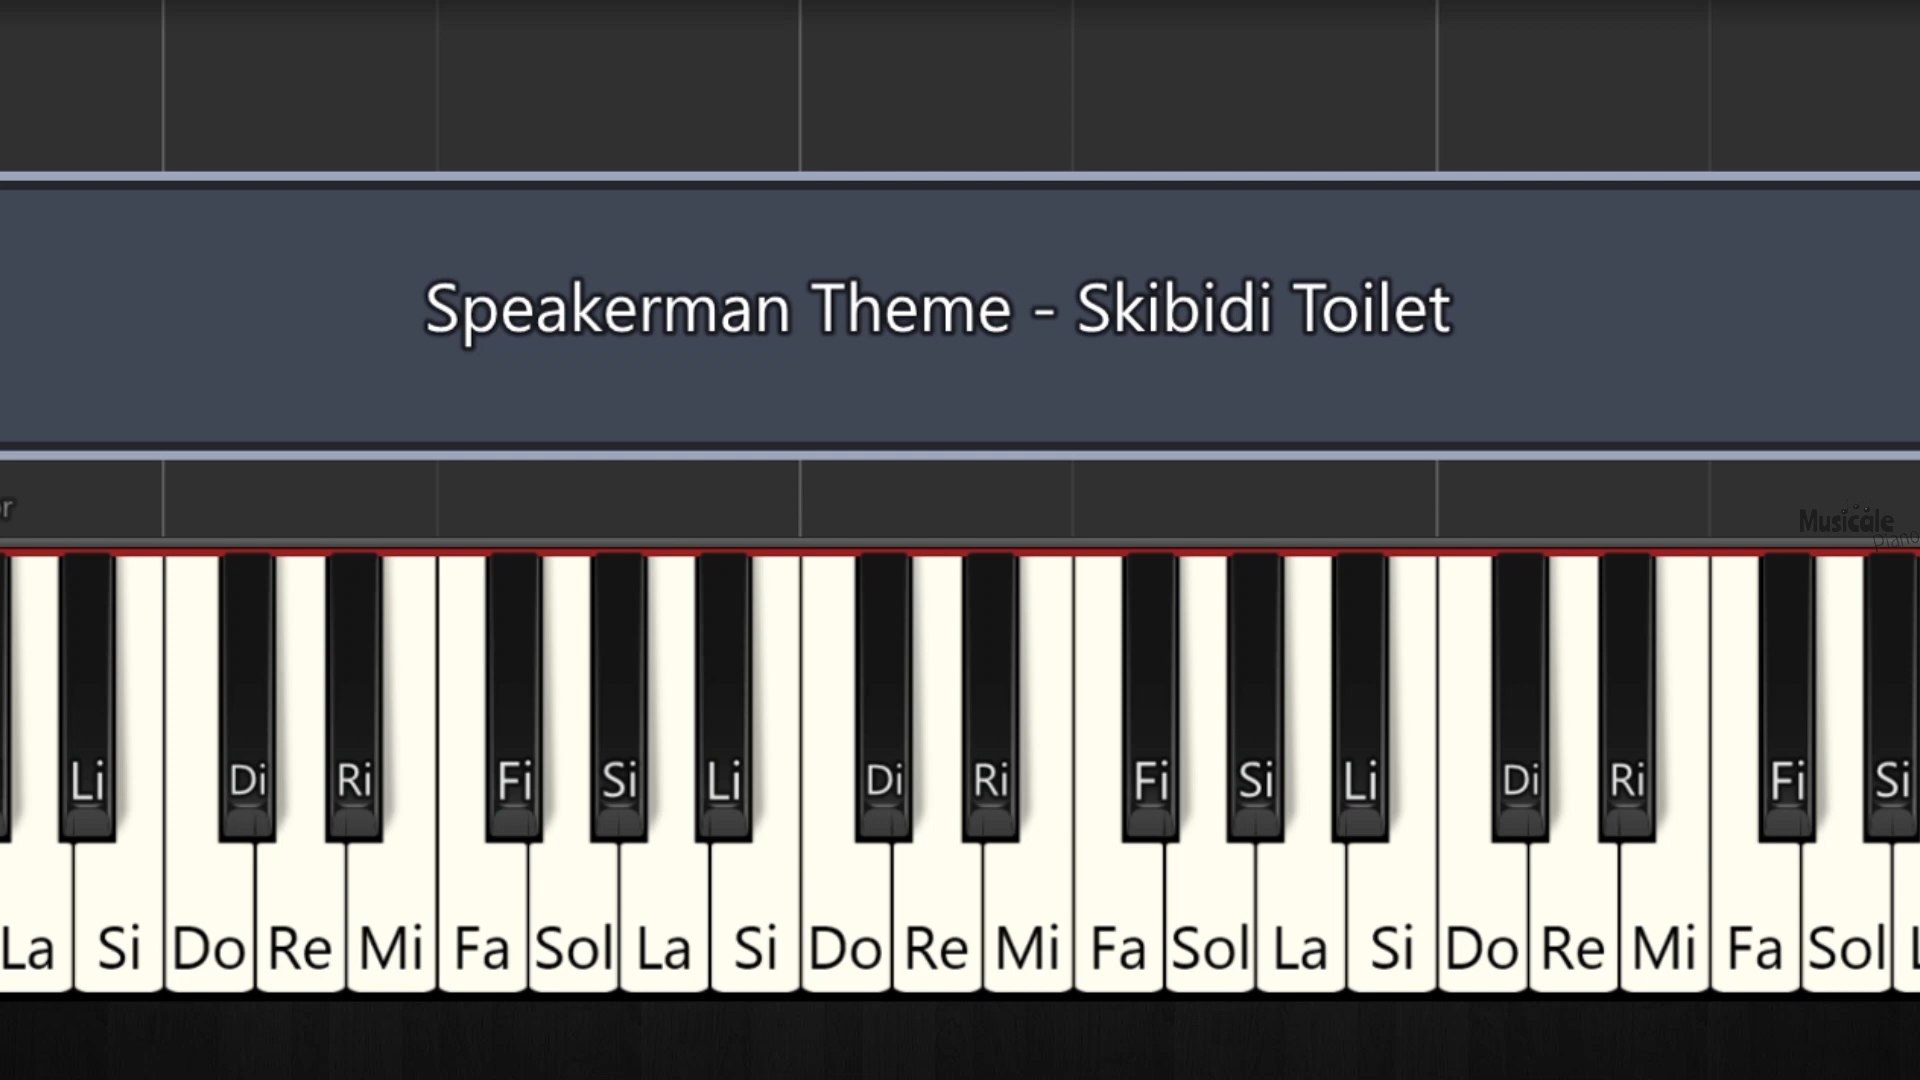 Speakerman Theme - Skibidi Toilet
Musicale
Piano
Li Di Ri Fi Si Li Di Ri Fi Si Li Di Ri Fi Si
La Si Do Re Mi Fa Sol La Si Do Re Mi Fa Sol La Si Do Re Mi Fa Sol